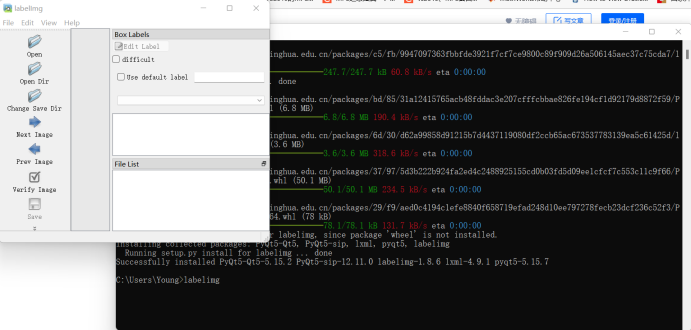 labelImg
File Edit View Help
Open
Open Dir
Change Save Dir
Next Image
Prev Image
Verify Image
Save
Box Labels
Edit Label
difficult
Use default label
File List
写文章
登录/注册
inghua.edu.cn/packages/c5/fb/9947097363fbbfde3921f7cf7ce9800c89f909d26a506145aec37c75cda7/l
247.7/247.7 kB 60.8 kB/s eta 0:00:00
done
inghua.edu.cn/packages/bd/85/31a12415765acb48fddac3e207cfffcbbae826fe194cf1d92179d8872f59/P
l (6.8 MB)
6.8/6.8 MB 190.4 kB/s eta 0:00:00
inghua.edu.cn/packages/6d/30/d62a99858d91215b7d4437119080df2ccb65ac673537783139ea5c61425d/l
(3.6 MB)
3.6/3.6 MB 318.6 kB/s eta 0:00:00
inghua.edu.cn/packages/37/97/5d3b222b924fa2ed4c2488925155cd0b03fd5d09ee1cfcf7c553c11c9f66/P
.whl (50.1 MB)
50.1/50.1 MB 234.5 kB/s eta 0:00:00
inghua.edu.cn/packages/29/f9/aed0c4194c1efe8840f658719efad248d10ee797278fecb23dcf236c52f3/P
64.whl (78 kB)
78.1/78.1 kB 131.7 kB/s eta 0:00:00
r labelimg, since package 'wheel' is not installed.
Installing collected packages: PyQt5-Qt5, PyQt5-sip, lxml, pyqt5, labelimg
Running setup.py install for labelimg ... done
Successfully installed PyQt5-Qt5-5.15.2 PyQt5-sip-12.11.0 labelimg-1.8.6 lxml-4.9.1 pyqt5-5.15.7
C:\Users\Young>labelimg